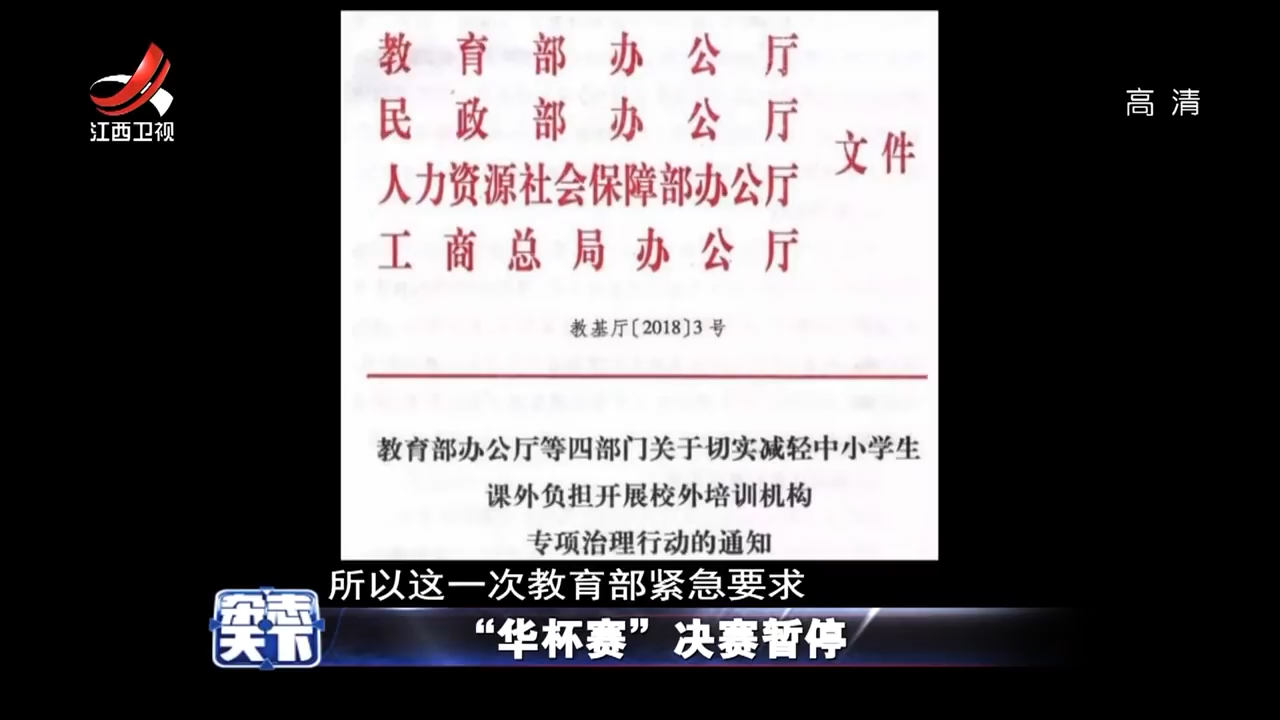 江西卫视
高清
教育部办公厅
民政部办公厅
人力资源社会保障部办公厅
工商总局办公厅
文件
教基厅〔2018〕3号
教育部办公厅等四部门关于切实减轻中小学生
课外负担开展校外培训机构
专项治理行动的通知
所以这一次教育部紧急要求
杂志
天下
“华杯赛”决赛暂停